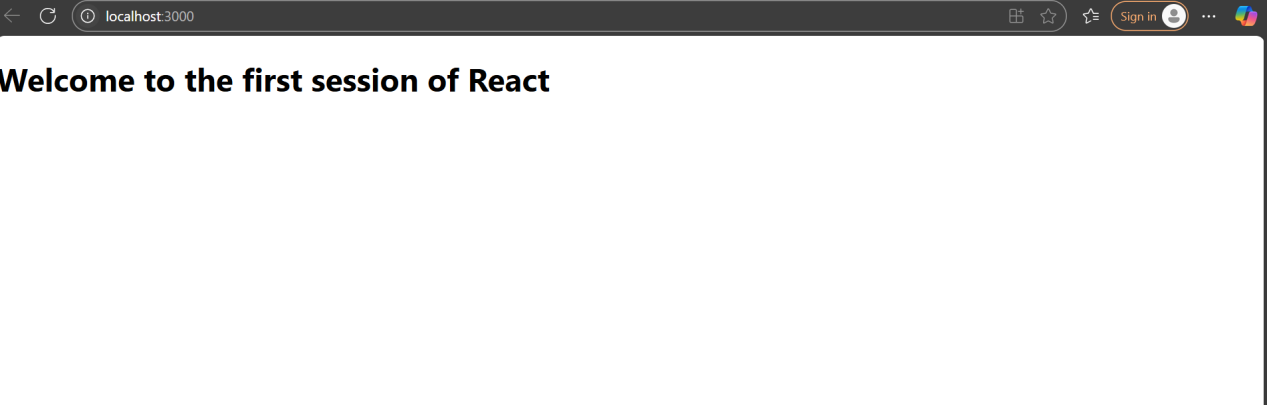 localhost:3000
Sign in
Welcome to the first session of React